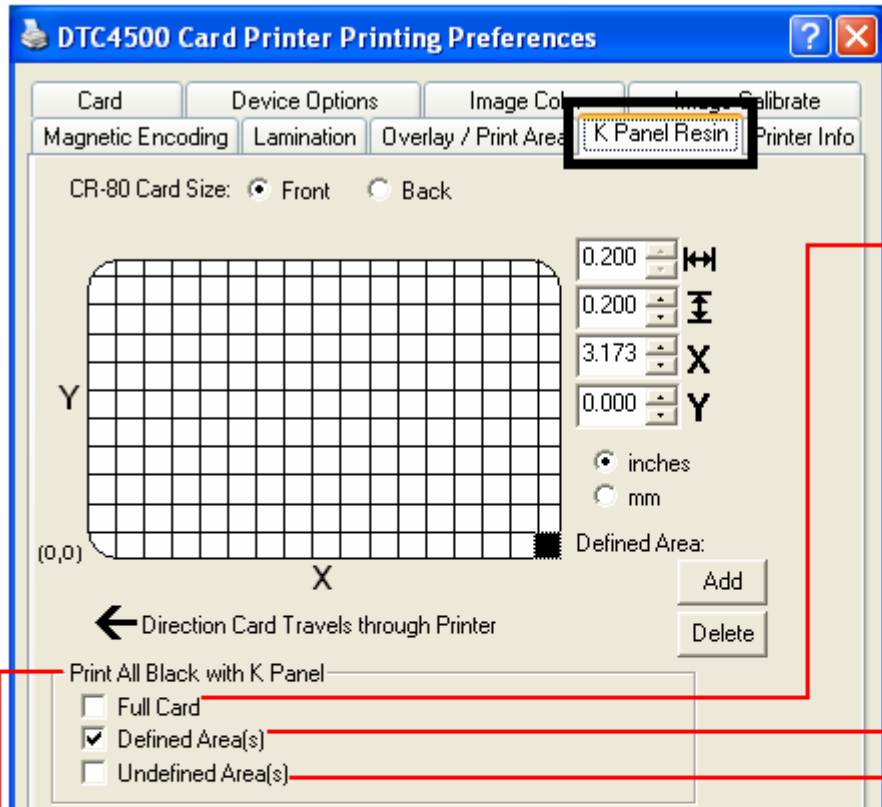 DTC4500 Card Printer Printing Preferences
Card Device Options Image Color Image Calibrate
Magnetic Encoding Lamination Overlay / Print Area K Panel Resin Printer Info
CR-80 Card Size: Front Back
0.200
0.200
3.173 X
0.000 Y
Y
inches
mm
(0,0)
Defined Area:
X
Add
Direction Card Travels through Printer
Delete
Print All Black with K Panel
Full Card
Defined Area(s)
Undefined Area(s)